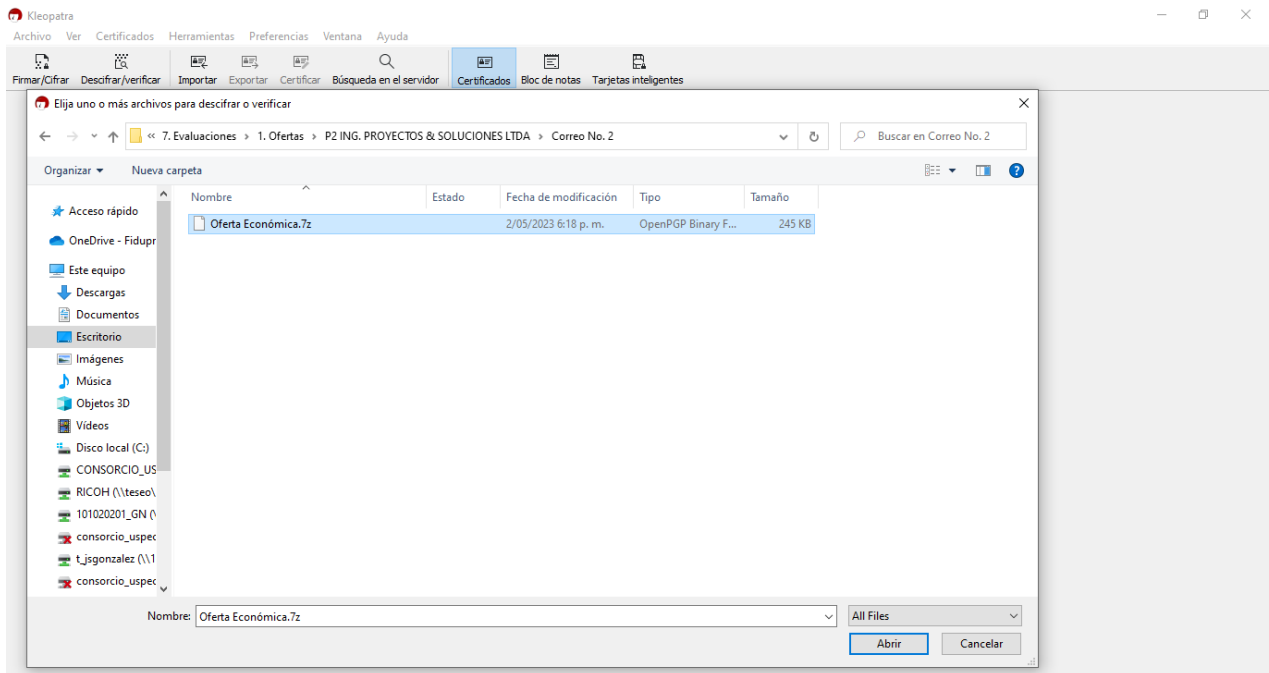 Kleopatra
Archivo Ver Certificados Herramientas Preferencias Ventana Ayuda
Firmar/Cifrar Descifrar/verificar Importar Exportar Certificar Búsqueda en el servidor Certificados Bloc de notas Tarjetas inteligentes
Elija uno o más archivos para descifrar o verificar
« 7. Evaluaciones › 1. Ofertas › P2 ING. PROYECTOS & SOLUCIONES LTDA › Correo No. 2
Buscar en Correo No. 2
Organizar Nueva carpeta
Nombre Estado Fecha de modificación Tipo Tamaño
Oferta Económica.7z 2/05/2023 6:18 p. m. OpenPGP Binary F... 245 KB
Acceso rápido
OneDrive - Fidupr
Este equipo
Descargas
Documentos
Escritorio
Imágenes
Música
Objetos 3D
Vídeos
Disco local (C:)
CONSORCIO_US
RICOH (\\teseo\
101020201_GN (\
consorcio_uspec
t_jsgonzalez (\\1
consorcio_uspec
Nombre: Oferta Económica.7z
All Files
Abrir Cancelar